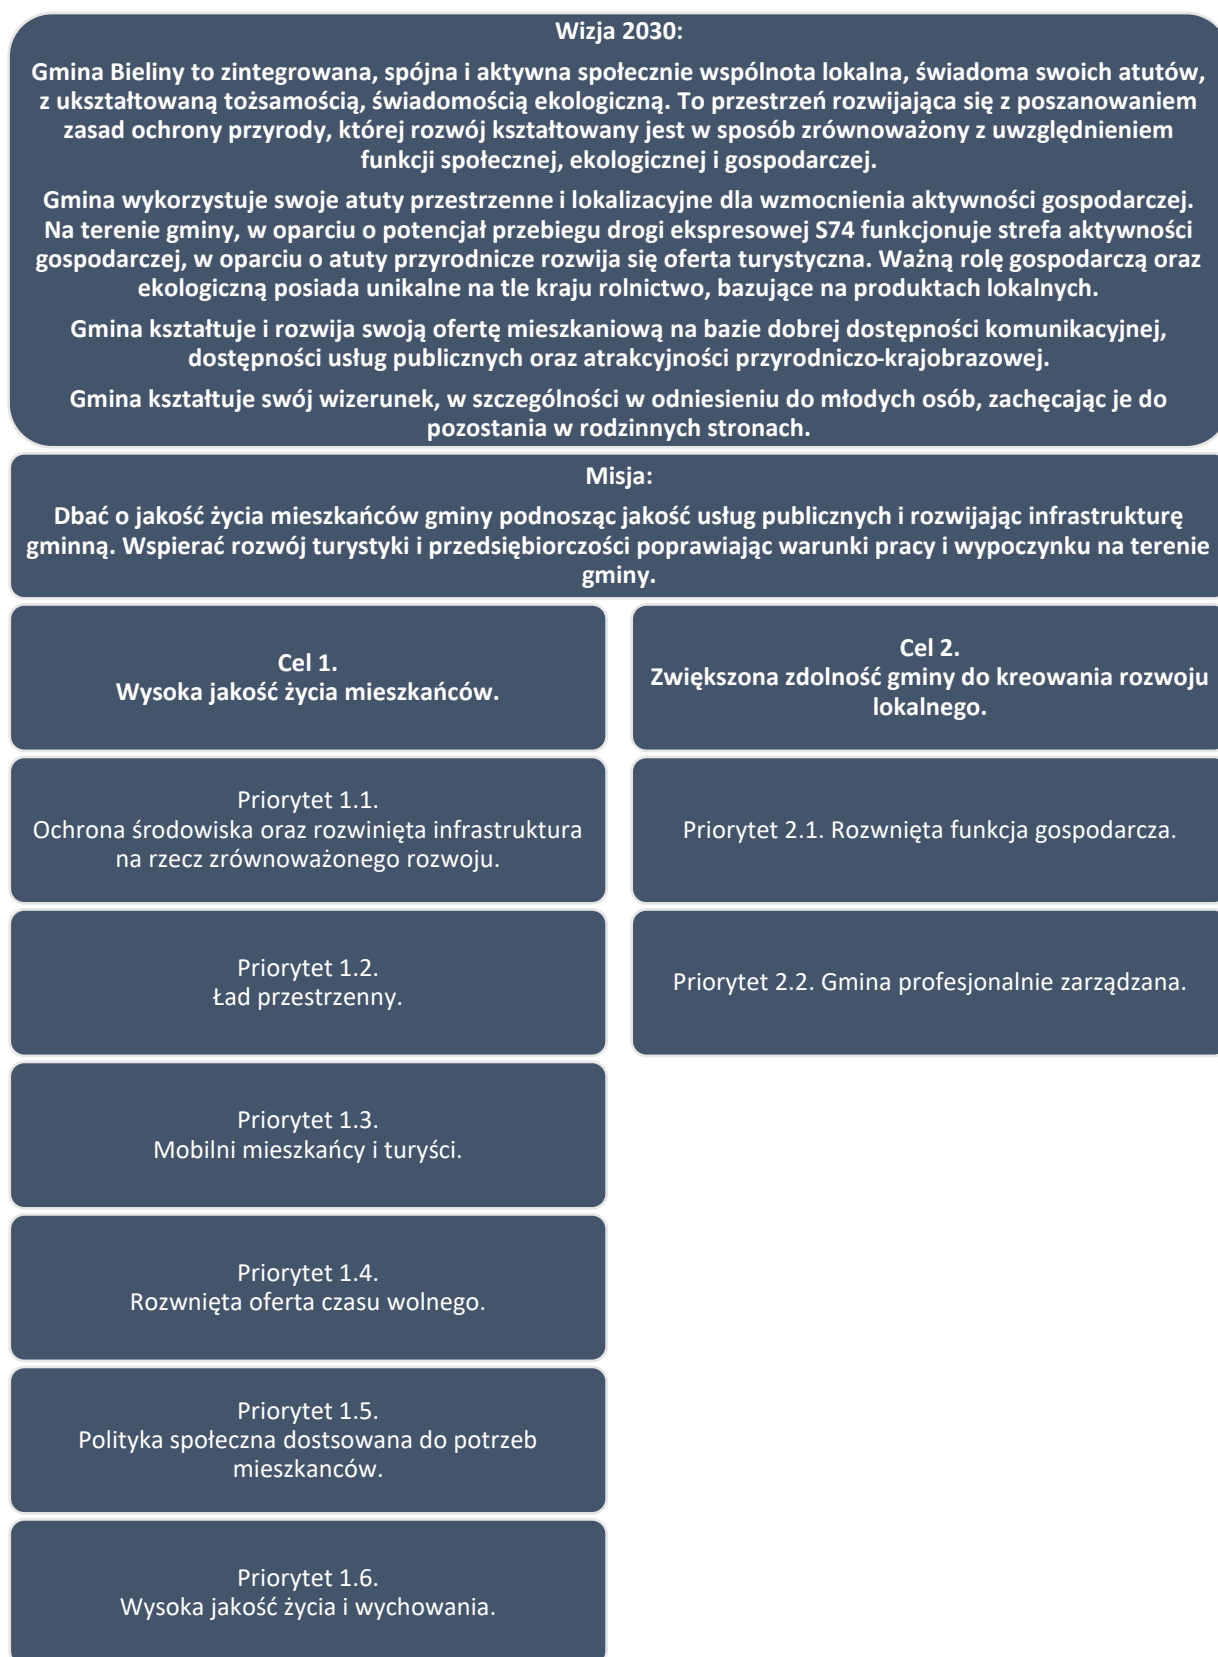 Wizja 2030:
Gmina Bieliny to zintegrowana, spójna i aktywna społecznie wspólnota lokalna, świadoma swoich atutów,
z ukształtowaną tożsamością, świadomością ekologiczną. To przestrzeń rozwijająca się z poszanowaniem
zasad ochrony przyrody, której rozwój kształtowany jest w sposób zrównoważony z uwzględnieniem
funkcji społecznej, ekologicznej i gospodarczej.
Gmina wykorzystuje swoje atuty przestrzenne i lokalizacyjne dla wzmocnienia aktywności gospodarczej.
Na terenie gminy, w oparciu o potencjał przebiegu drogi ekspresowej S74 funkcjonuje strefa aktywności
gospodarczej, w oparciu o atuty przyrodnicze rozwija się oferta turystyczna. Ważną rolę gospodarczą oraz
ekologiczną posiada unikalne na tle kraju rolnictwo, bazujące na produktach lokalnych.
Gmina kształtuje i rozwija swoją ofertę mieszkaniową na bazie dobrej dostępności komunikacyjnej,
dostępności usług publicznych oraz atrakcyjności przyrodniczo-krajobrazowej.
Gmina kształtuje swój wizerunek, w szczególności w odniesieniu do młodych osób, zachęcając je do
pozostania w rodzinnych stronach.
Misja:
Dbać o jakość życia mieszkańców gminy podnosząc jakość usług publicznych i rozwijając infrastrukturę
gminną. Wspierać rozwój turystyki i przedsiębiorczości poprawiając warunki pracy i wypoczynku na terenie
gminy.
Cel 1.
Wysoka jakość życia mieszkańców.
Priorytet 1.1.
Ochrona środowiska oraz rozwinięta infrastruktura
na rzecz zrównoważonego rozwoju.
Priorytet 1.2.
Ład przestrzenny.
Priorytet 1.3.
Mobilni mieszkańcy i turyści.
Priorytet 1.4.
Rozwnięta oferta czasu wolnego.
Priorytet 1.5.
Polityka społeczna dostsowana do potrzeb
mieszkanców.
Priorytet 1.6.
Wysoka jakość życia i wychowania.
Cel 2.
Zwiększona zdolność gminy do kreowania rozwoju
lokalnego.
Priorytet 2.1. Rozwnięta funkcja gospodarcza.
Priorytet 2.2. Gmina profesjonalnie zarządzana.